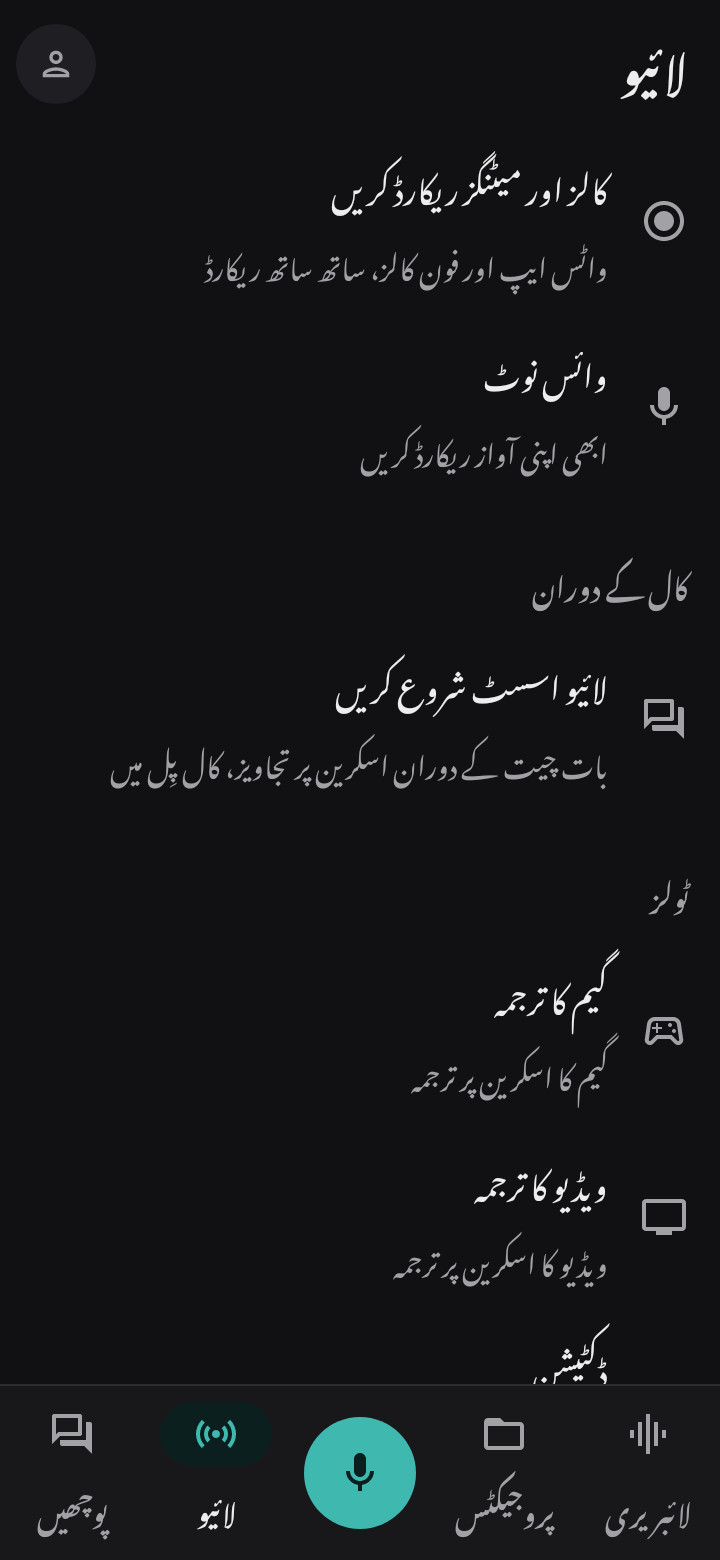 لائیو
کالز اور میٹنگز ریکارڈ کریں
واٹس ایپ اور فون کالز، ساتھ ساتھ ریکارڈ
وائس نوٹ
ابھی اپنی آواز ریکارڈ کریں
کال کے دوران
لائیو اسسٹ شروع کریں
بات چیت کے دوران اسکرین پر تجاویز، کال پِل میں
ٹولز
گیم کا ترجمہ
گیم کا اسکرین پر ترجمہ
ویڈیو کا ترجمہ
ویڈیو کا اسکرین پر ترجمہ
ڈکٹیشن
لائبریری
پروجیکٹس
لائیو
پوچھیں